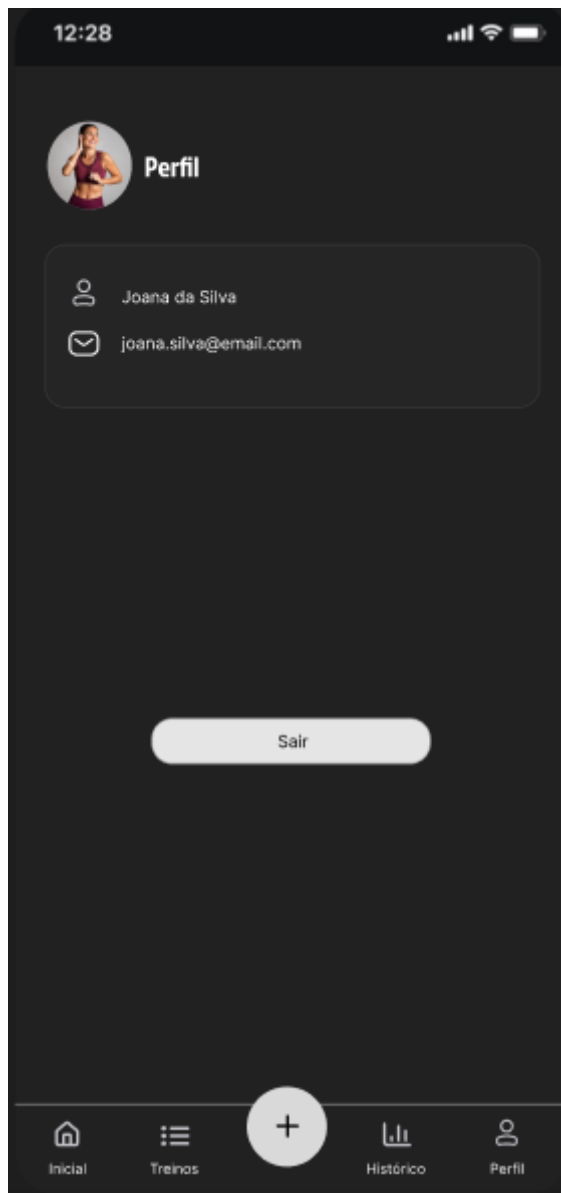 12:28
Perfil
Joana da Silva
joana.silva@email.com
Sair
Inicial
Treinos
Histórico
Perfil